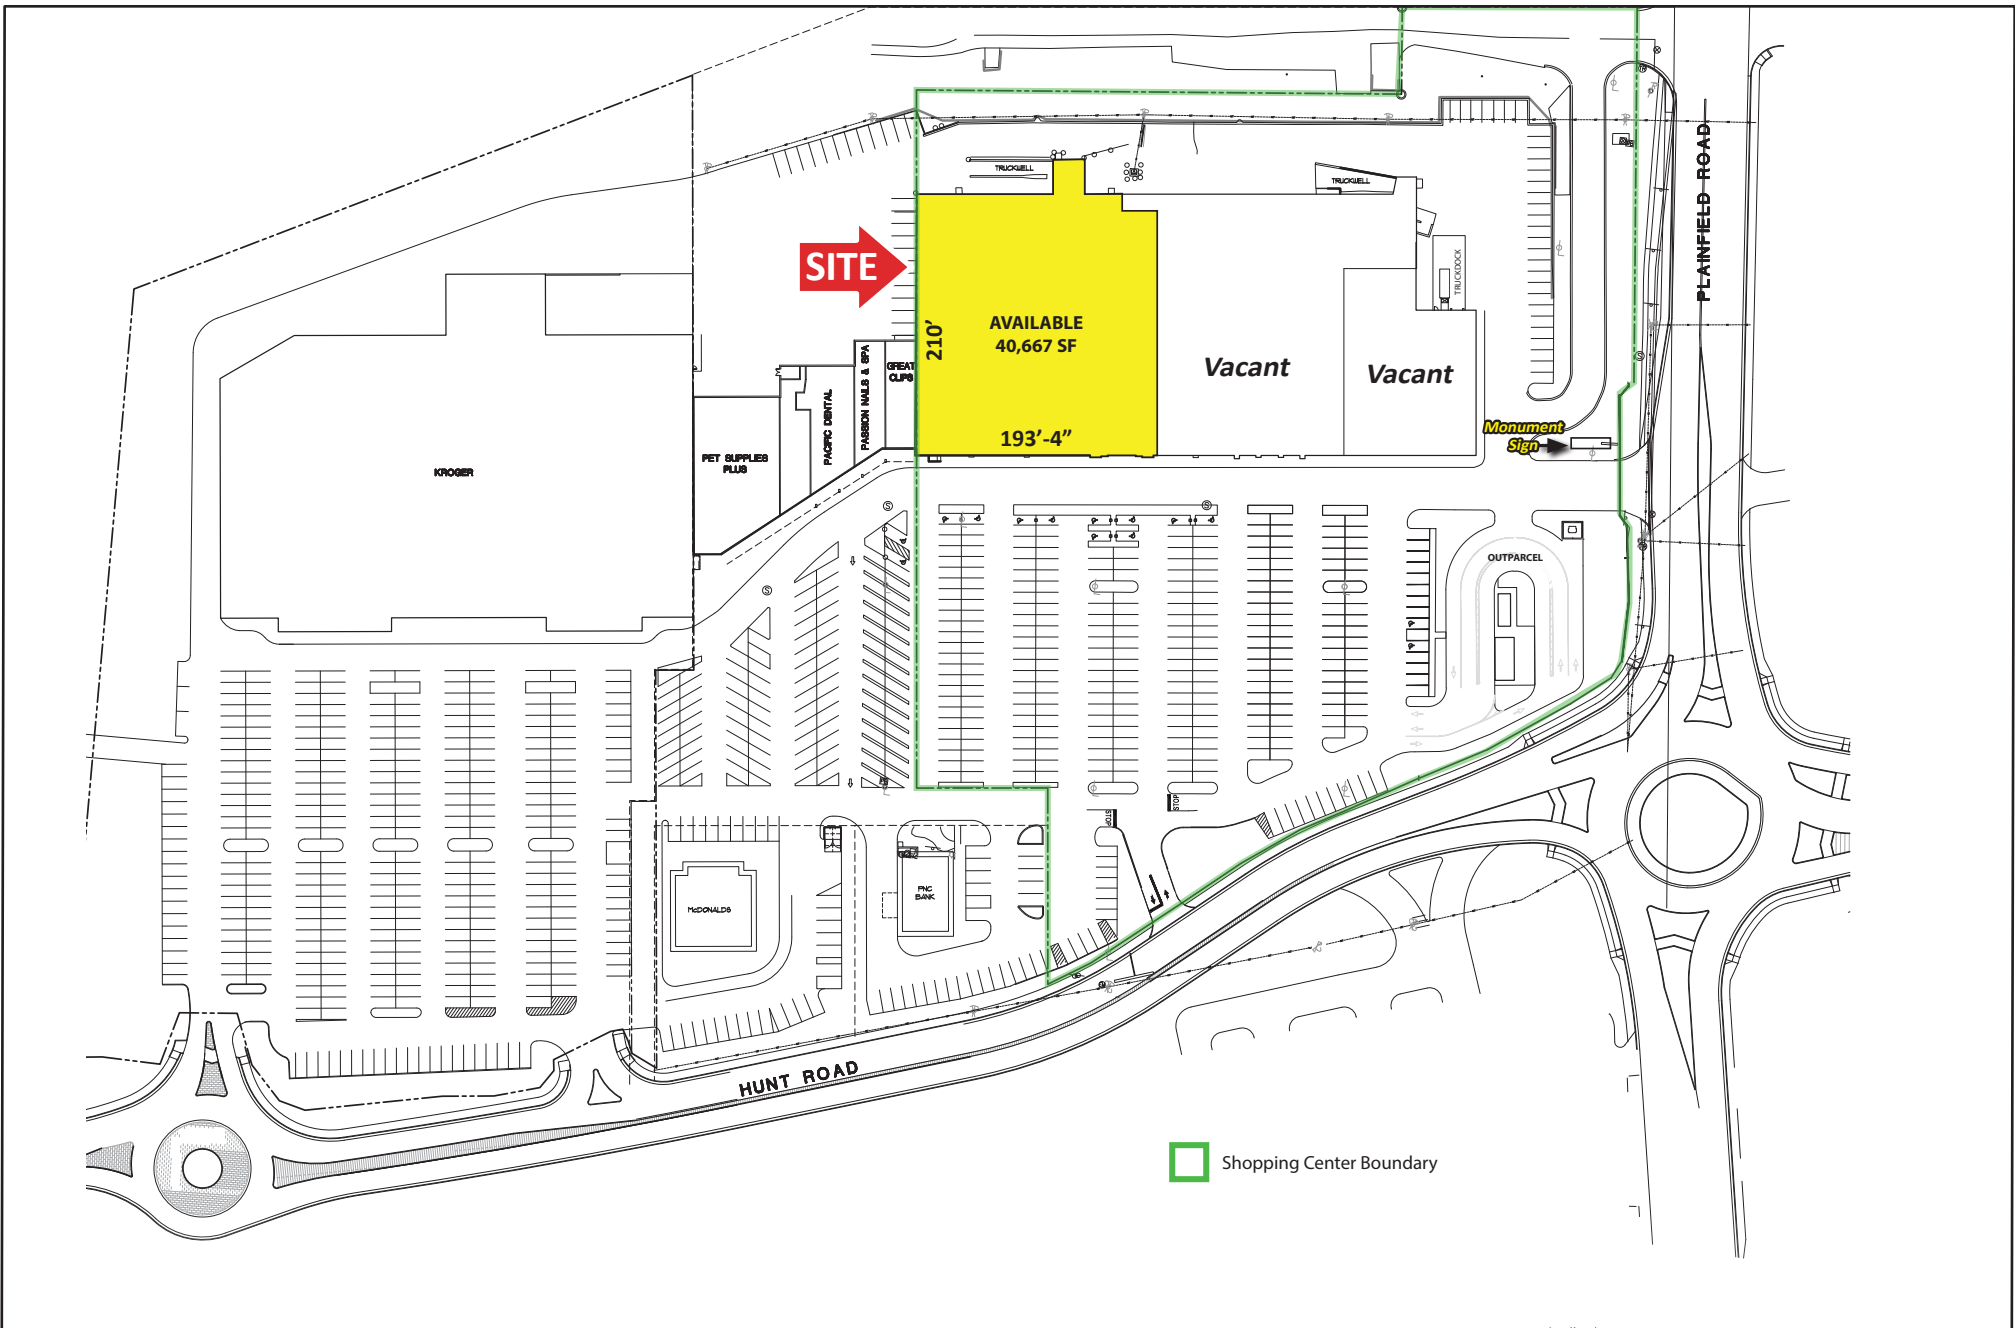 PLAINFIELD ROAD
TRUCKWELL
TRUCKWELL
SITE
TRUCKDOCK
AVAILABLE
40,667 SF
210’
193’-4”
Vacant
Vacant
GREAT
CLIPS
PASSION NAILS & SPA
PACIFIC DENTAL
PET SUPPLIES
PLUS
KROGER
Monument
Sign
OUTPARCEL
STOP
STOP
McDONALDS
PNC
BANK
HUNT ROAD
Shopping Center Boundary